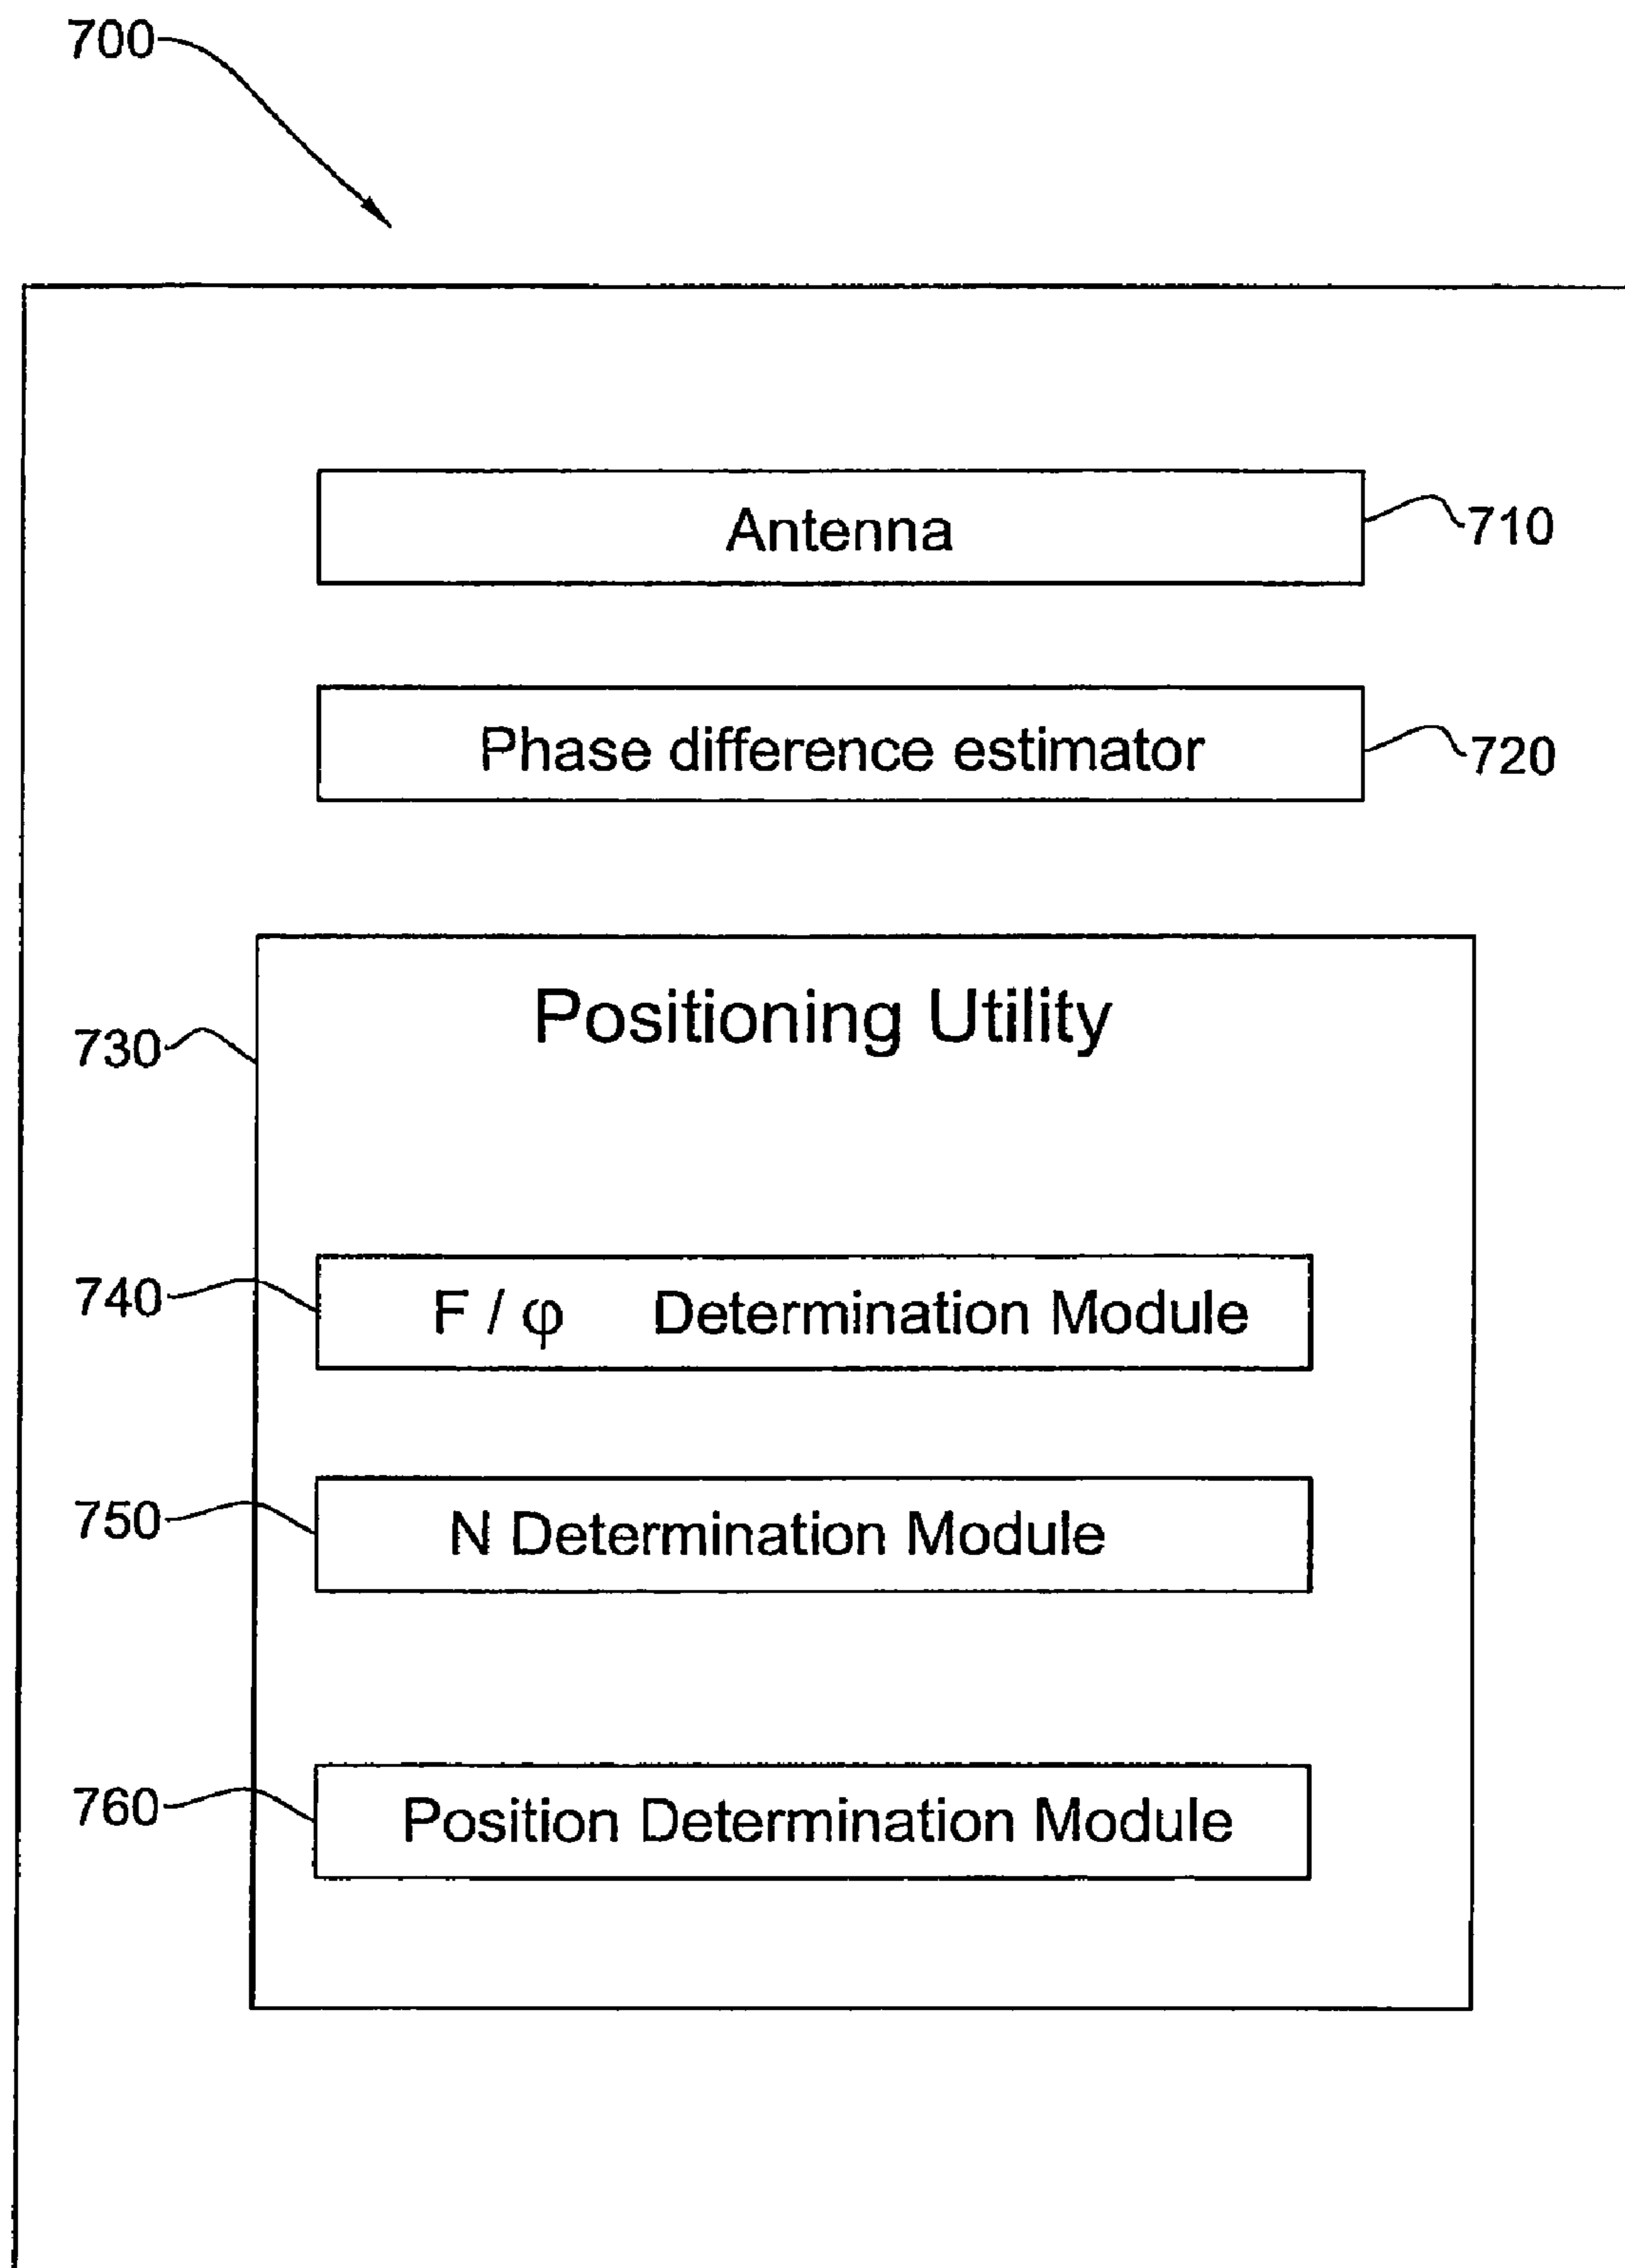 700
Antenna
710
Phase difference estimator
720
Positioning Utility
730
740
F / φ Determination Module
750
N Determination Module
760
Position Determination Module